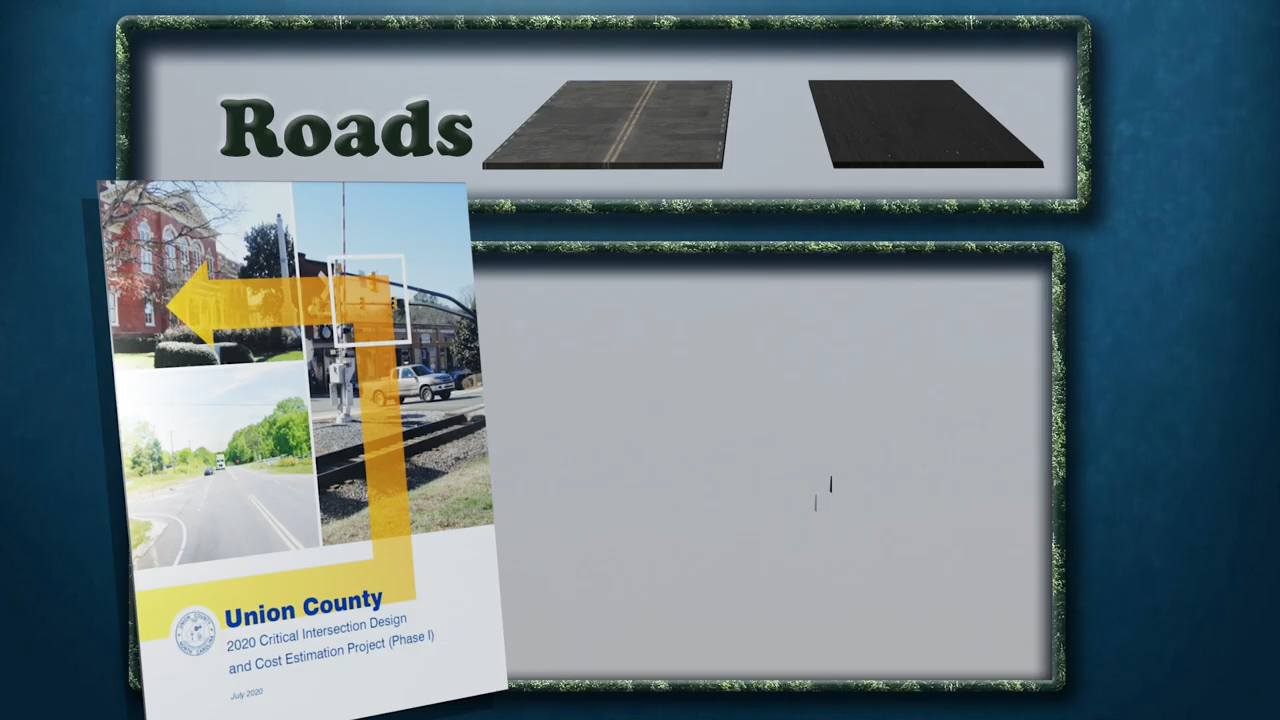 Roads
Union County
2020 Critical Intersection Design
and Cost Estimation Project (Phase I)
July 2020